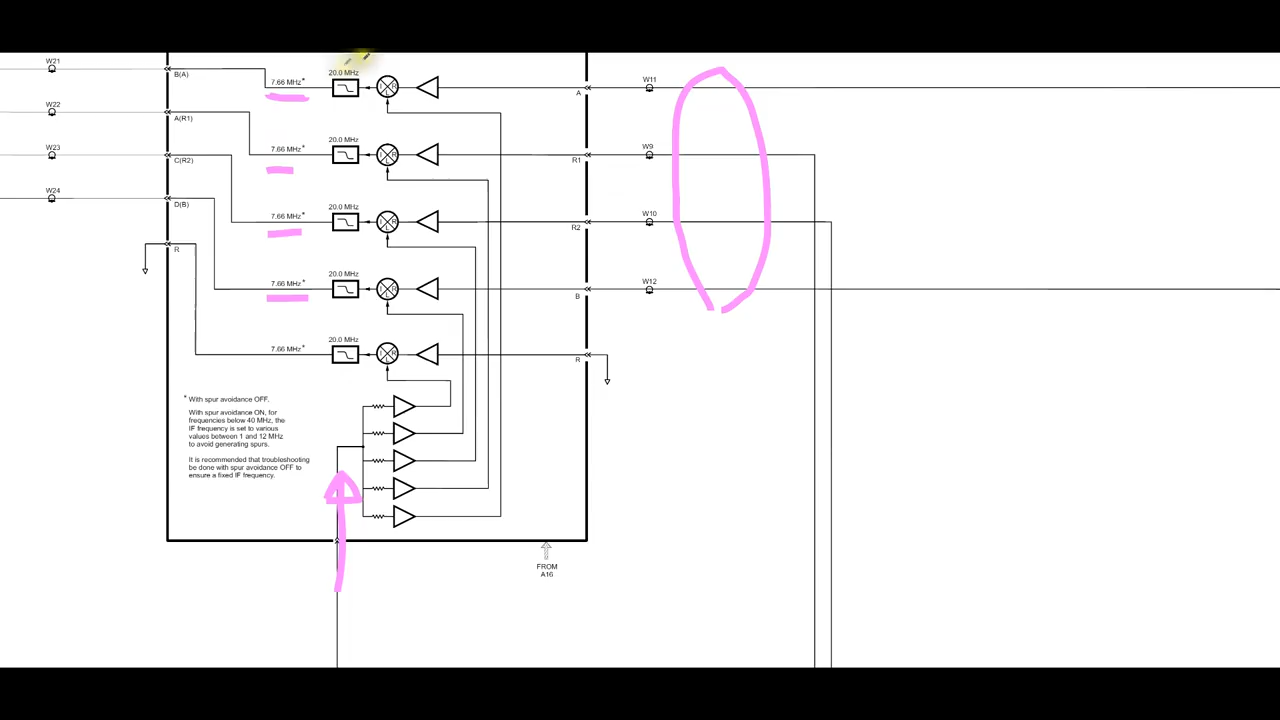 W21
B(A)
7.66 MHz*
20.0 MHz
I
R
L
A
W11
W22
A(R1)
7.66 MHz*
20.0 MHz
I
R
L
R1
W9
W23
C(R2)
7.66 MHz*
20.0 MHz
I
R
L
R2
W10
W24
D(B)
7.66 MHz*
20.0 MHz
I
R
L
B
W12
R
7.66 MHz*
20.0 MHz
I
R
L
R
* With spur avoidance OFF.
With spur avoidance ON, for
frequencies below 40 MHz, the
IF frequency is set to various
values between 1 and 12 MHz
to avoid generating spurs.
It is recommended that troubleshooting
be done with spur avoidance OFF to
ensure a fixed IF frequency.
FROM
A16